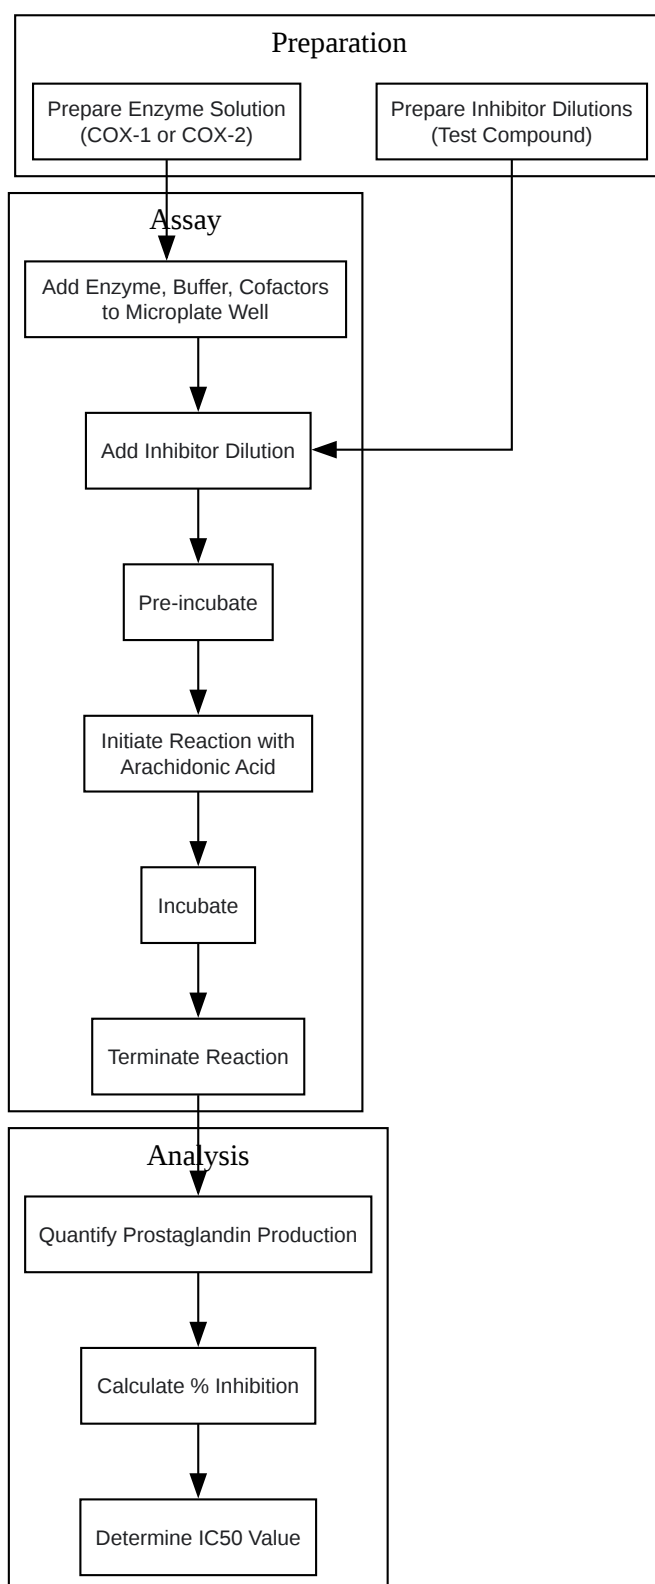 Preparation
Prepare Enzyme Solution
(COX-1 or COX-2)
Prepare Inhibitor Dilutions
(Test Compound)
Assay
Add Enzyme, Buffer, Cofactors
to Microplate Well
Add Inhibitor Dilution
Pre-incubate
Initiate Reaction with
Arachidonic Acid
Incubate
Terminate Reaction
Analysis
Quantify Prostaglandin Production
Calculate % Inhibition
Determine IC50 Value